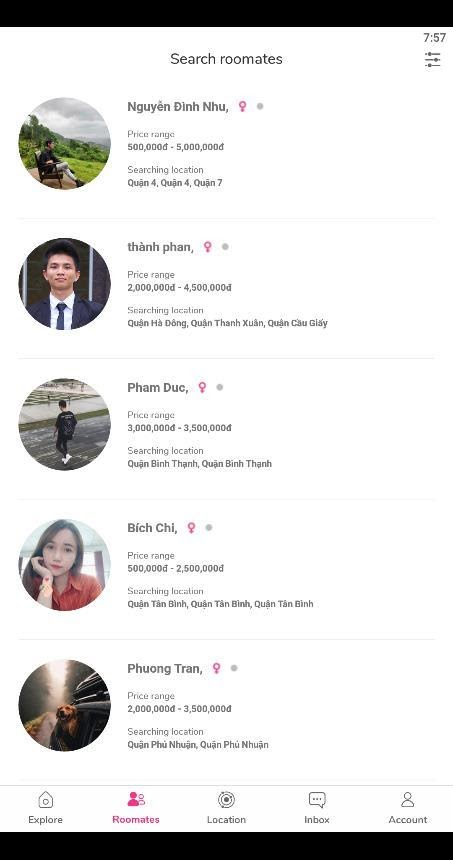 7:57
Search roomates
Nguyễn Đình Nhu,
Price range
500,000đ - 5,000,000đ
Searching location
Quận 4, Quận 4, Quận 7
thành phan,
Price range
2,000,000đ - 4,500,000đ
Searching location
Quận Hà Đông, Quận Thanh Xuân, Quận Cầu Giấy
Pham Duc,
Price range
3,000,000đ - 3,500,000đ
Searching location
Quận Bình Thạnh, Quận Bình Thạnh
Bích Chi,
Price range
500,000đ - 2,500,000đ
Searching location
Quận Tân Bình, Quận Tân Bình, Quận Tân Bình
Phuong Tran,
Price range
2,000,000đ - 3,500,000đ
Searching location
Quận Phú Nhuận, Quận Phú Nhuận
Explore Roomates Location Inbox Account